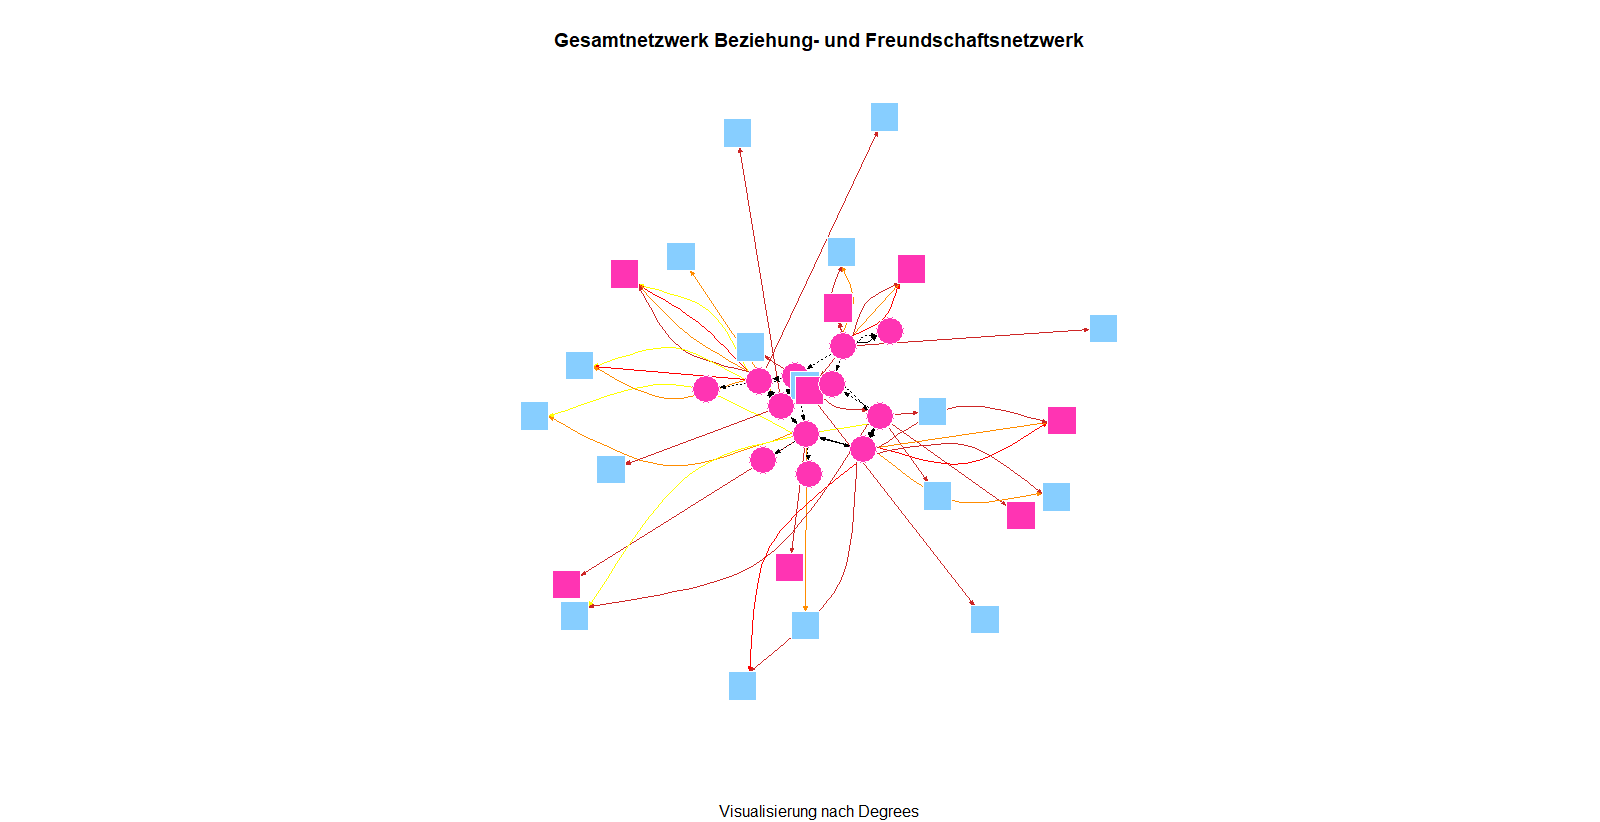 Gesamtnetzwerk Beziehung- und Freundschaftsnetzwerk
Visualisierung nach Degrees